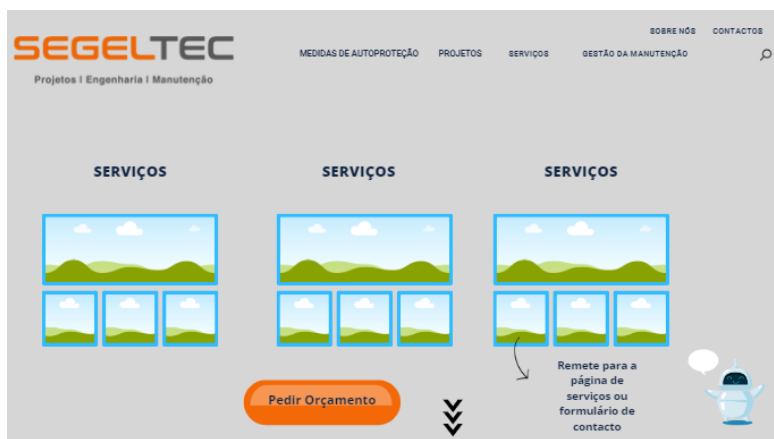 SOBRE NÓS CONTACTOS
SEGELTEC
MEDIDAS DE AUTOPROTEÇÃO PROJETOS SERVIÇOS GESTÃO DA MANUTENÇÃO
Projetos I Engenharia I Manutenção
SERVIÇOS SERVIÇOS SERVIÇOS
Remete para a
página de
serviços ou
formulário de
contacto
Pedir Orçamento